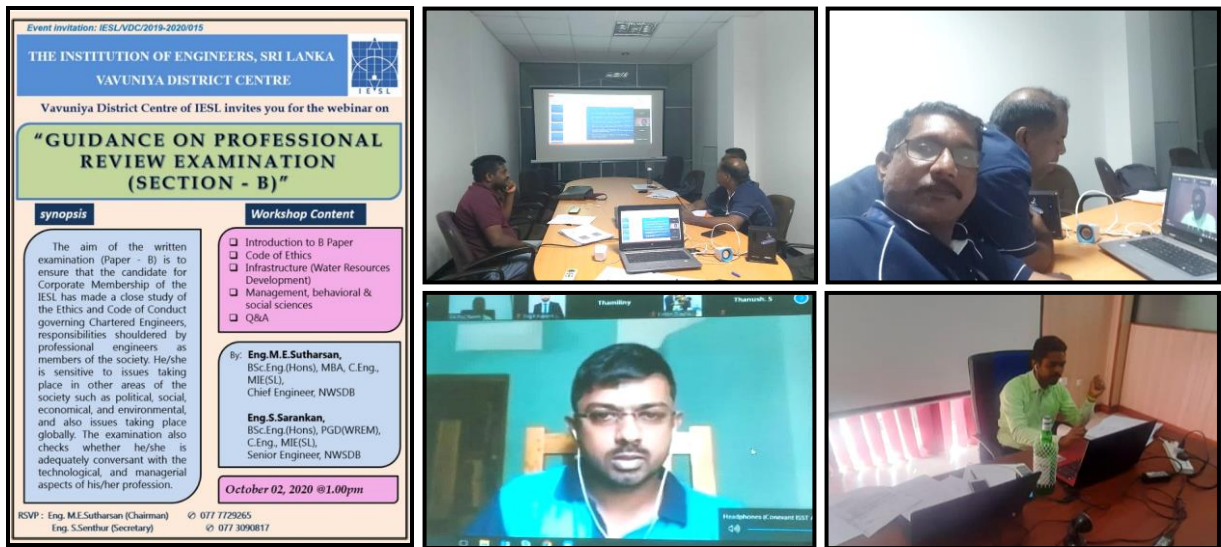 Event invitation: IESL/VDC/2019-2020/015
THE INSTITUTION OF ENGINEERS, SRI LANKA
VAVUNIYA DISTRICT CENTRE
IESL
Vavuniya District Centre of IESL invites you for the webinar on
“GUIDANCE ON PROFESSIONAL
REVIEW EXAMINATION
(SECTION - B)”
synopsis
The aim of the written
examination (Paper - B) is to
ensure that the candidate for
Corporate Membership of the
IESL has made a close study of
the Ethics and Code of Conduct
governing Chartered Engineers,
responsibilities shouldered by
professional engineers as
members of the society. He/she
is sensitive to issues taking
place in other areas of the
society such as political, social,
economical, and environmental,
and also issues taking place
globally. The examination also
checks whether he/she is
adequately conversant with the
technological, and managerial
aspects of his/her profession.
Workshop Content
❑ Introduction to B Paper
❑ Code of Ethics
❑ Infrastructure (Water Resources
Development)
❑ Management, behavioral &
social sciences
❑ Q&A
By: Eng.M.E.Sutharsan,
BSc.Eng.(Hons), MBA, C.Eng.,
MIE(SL),
Chief Engineer, NWSDB
Eng.S.Sarankan,
BSc.Eng.(Hons), PGD(WREM),
C.Eng., MIE(SL),
Senior Engineer, NWSDB
October 02, 2020 @1.00pm
RSVP : Eng. M.E.Sutharsan (Chairman) ✆ 077 7729265
Eng. S.Senthur (Secretary) ✆ 077 3090817
Thamiliny
Thanush. S